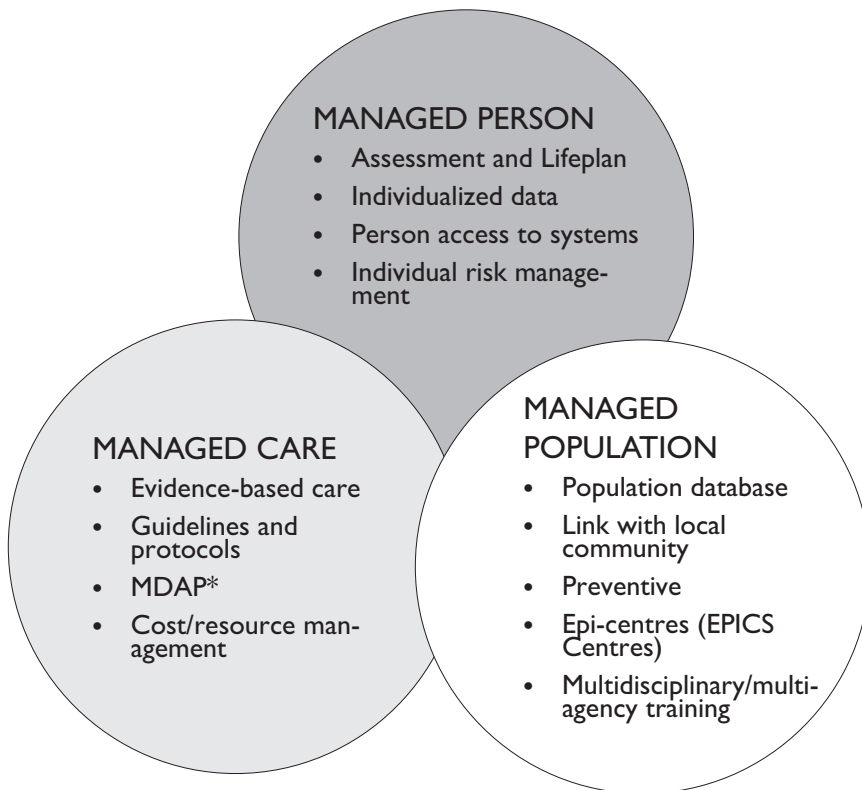 MANAGED PERSON
• Assessment and Lifeplan
• Individualized data
• Person access to systems
• Individual risk manage-
ment
MANAGED CARE
• Evidence-based care
• Guidelines and
protocols
• MDAP*
• Cost/resource man-
agement
MANAGED
POPULATION
• Population database
• Link with local
community
• Preventive
• Epi-centres (EPICS
Centres)
• Multidisciplinary/multi-
agency training